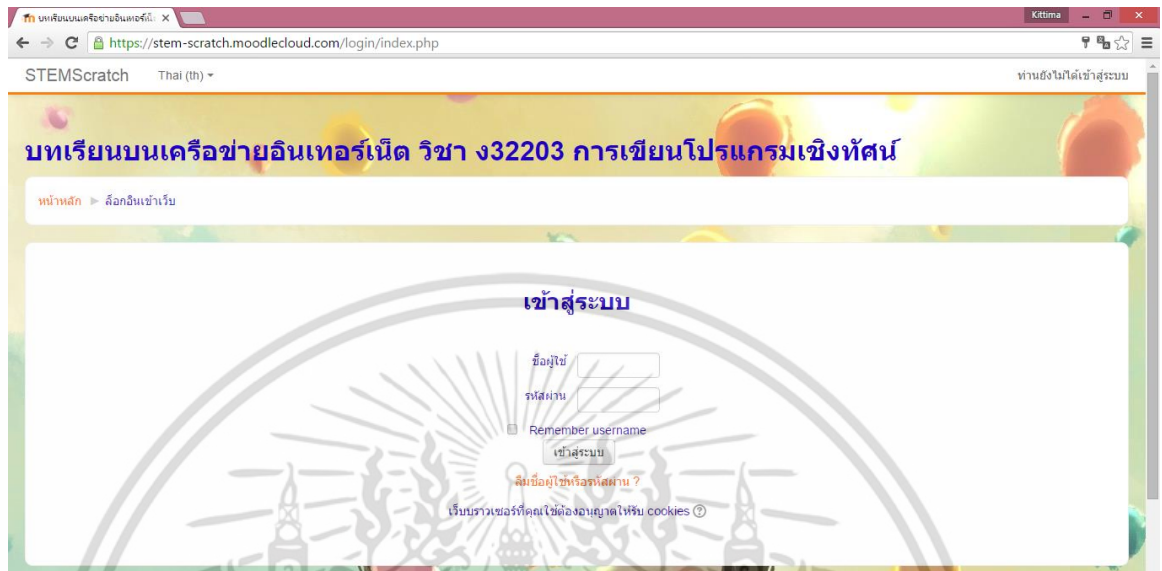 บทเรียนบนเครือข่ายอินเทอร์เน็
Kittima
https://stem-scratch.moodlecloud.com/login/index.php
STEMScratch Thai (th) ท่านยังไม่ได้เข้าสู่ระบบ
บทเรียนบนเครือข่ายอินเทอร์เน็ต วิชา ง32203 การเขียนโปรแกรมเชิงทัศน์
หน้าหลัก ► ล็อกอินเข้าเว็บ
เข้าสู่ระบบ
ชื่อผู้ใช้
รหัสผ่าน
Remember username
เข้าสู่ระบบ
ลืมชื่อผู้ใช้หรือรหัสผ่าน ?
เว็บบราวเซอร์ที่คุณใช้ต้องอนุญาตให้รับ cookies